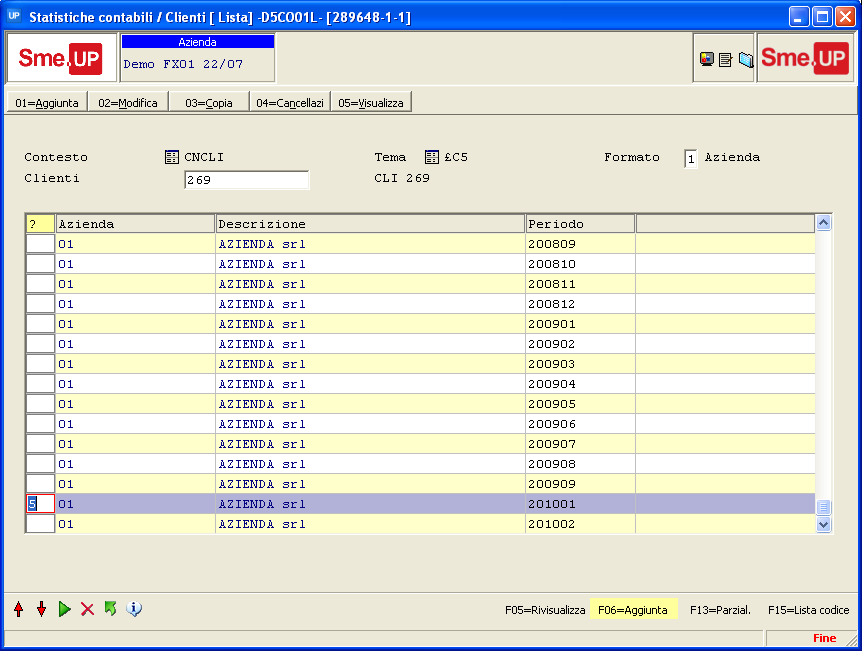 UP Statistiche contabili / Clienti [ Lista] -D5CO01L- [289648-1-1]
Sme.UP
Azienda
Demo FX01 22/07
Sme.UP
01=Aggiunta 02=Modifica 03=Copia 04=Cancellazi 05=Visualizza
Contesto CNCLI Tema £C5 Formato 1 Azienda
Clienti 269 CLI 269
? Azienda Descrizione Periodo
01 AZIENDA srl 200809
01 AZIENDA srl 200810
01 AZIENDA srl 200811
01 AZIENDA srl 200812
01 AZIENDA srl 200901
01 AZIENDA srl 200902
01 AZIENDA srl 200903
01 AZIENDA srl 200904
01 AZIENDA srl 200905
01 AZIENDA srl 200906
01 AZIENDA srl 200907
01 AZIENDA srl 200908
01 AZIENDA srl 200909
5 01 AZIENDA srl 201001
01 AZIENDA srl 201002
F05=Rivisualizza F06=Aggiunta F13=Parzial. F15=Lista codice
Fine